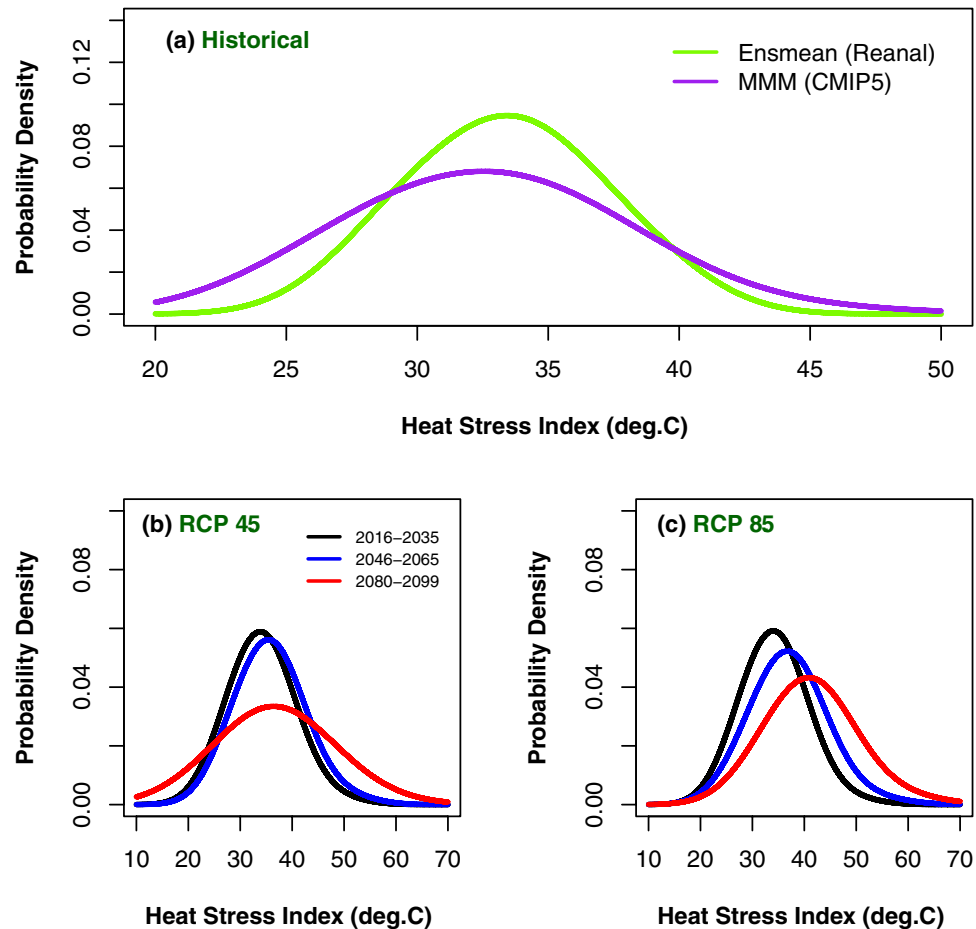 (a) Historical
Ensmean (Reanal)
MMM (CMIP5)
Probability Density
0.00 0.04 0.08 0.12
20 25 30 35 40 45 50
Heat Stress Index (deg.C)
(b) RCP 45
2016−2035
2046−2065
2080−2099
Probability Density
0.00 0.04 0.08
10 20 30 40 50 60 70
Heat Stress Index (deg.C)
(c) RCP 85
Probability Density
0.00 0.04 0.08
10 20 30 40 50 60 70
Heat Stress Index (deg.C)